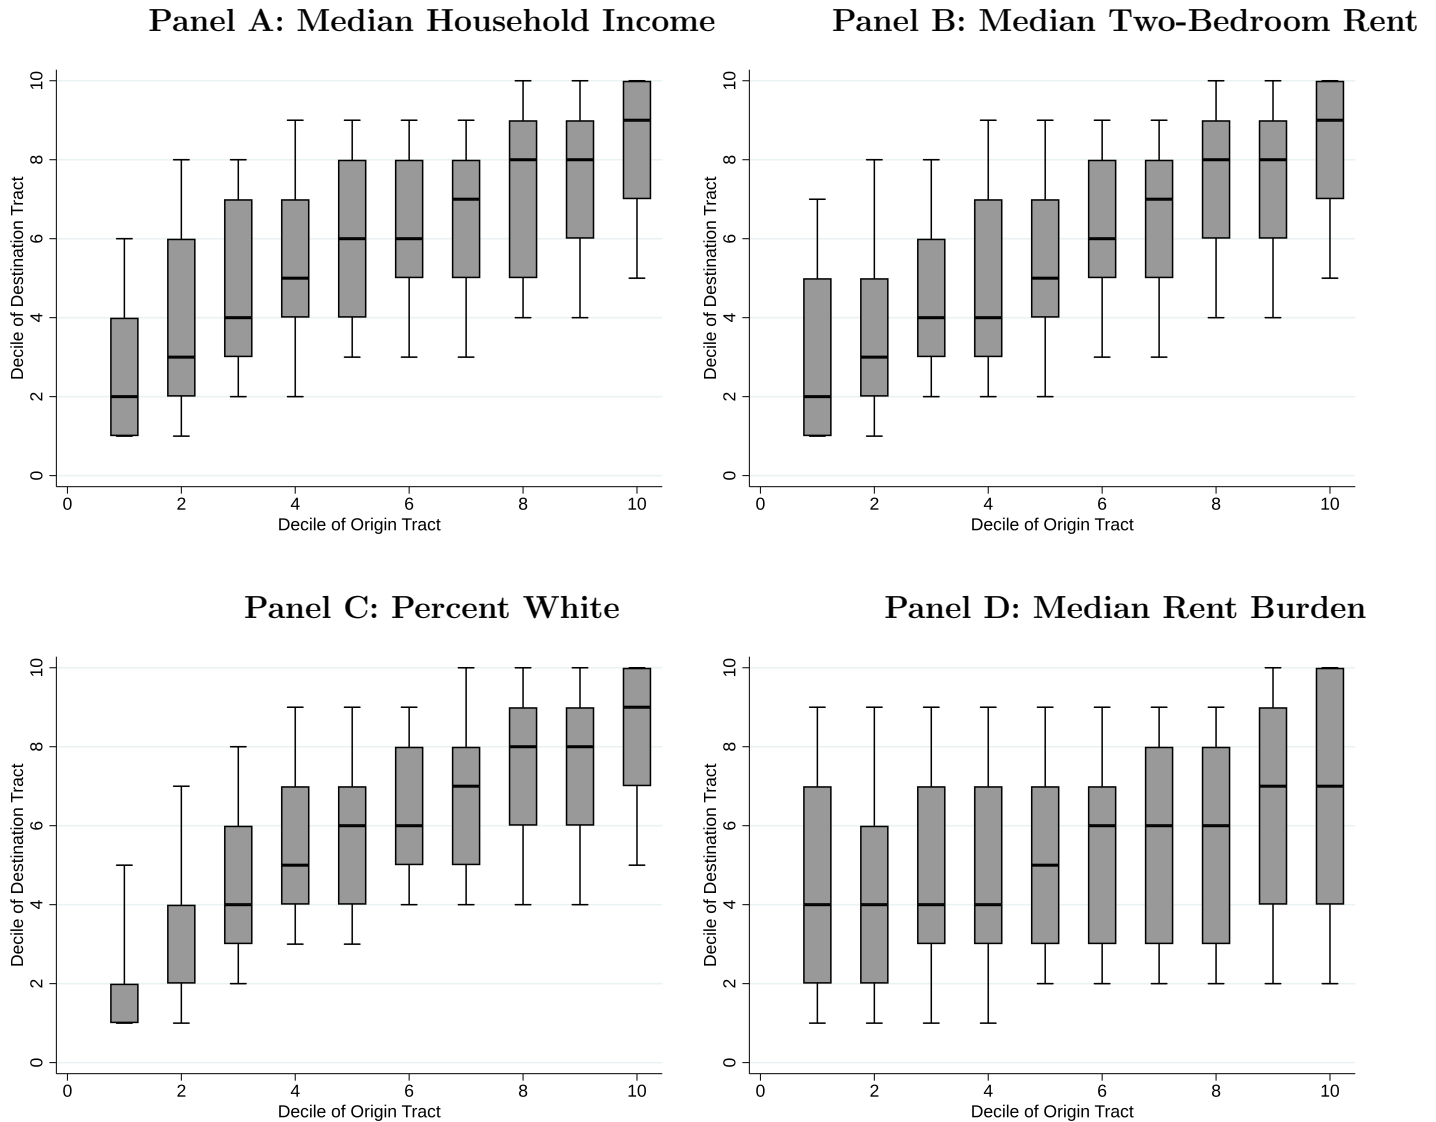 Panel A: Median Household Income
Panel B: Median Two-Bedroom Rent
Decile of Destination Tract
10
8
6
4
2
0
0 2 4 6 8 10
Decile of Origin Tract
Decile of Destination Tract
10
8
6
4
2
0
0 2 4 6 8 10
Decile of Origin Tract
Panel C: Percent White
Panel D: Median Rent Burden
Decile of Destination Tract
10
8
6
4
2
0
0 2 4 6 8 10
Decile of Origin Tract
Decile of Destination Tract
10
8
6
4
2
0
0 2 4 6 8 10
Decile of Origin Tract